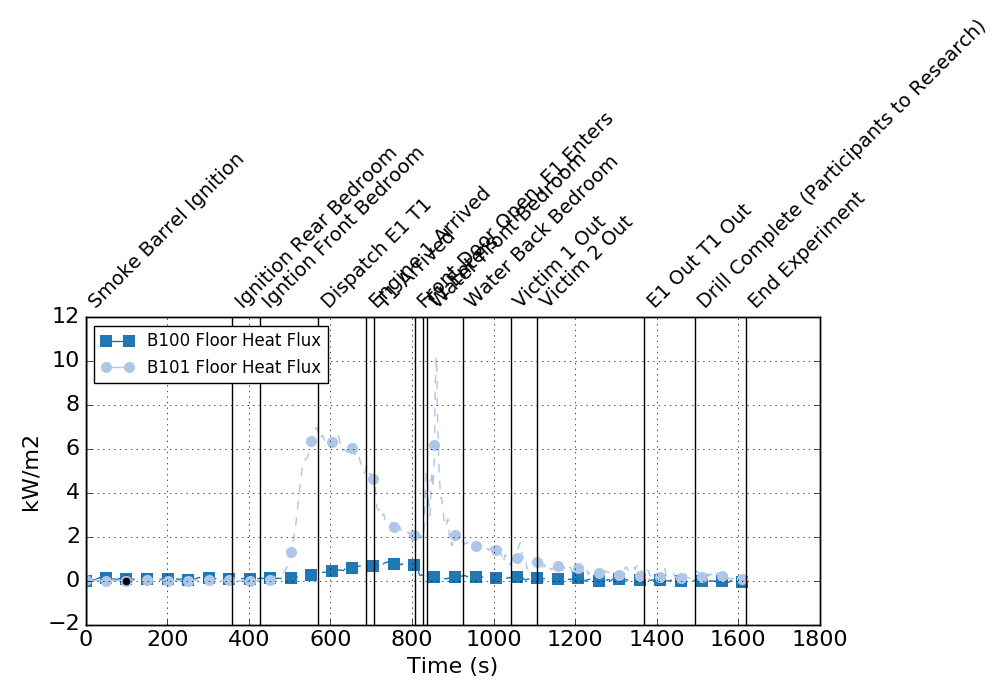 Smoke Barrel Ignition
Ignition Rear Bedroom
Igntion Front Bedroom
Dispatch E1 T1
Engine 1 Arrived
T1 Arrived
Front Door Open, E1 Enters
Water Front Bedroom
Water Back Bedroom
Victim 1 Out
Victim 2 Out
E1 Out T1 Out
Drill Complete (Participants to Research)
End Experiment
B100 Floor Heat Flux
B101 Floor Heat Flux
12
10
8
6
4
2
0
−2
kW/m2
0 200 400 600 800 1000 1200 1400 1600 1800
Time (s)